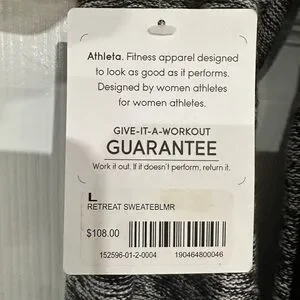 Athleta. Fitness apparel designed
to look as good as it performs.
Designed by women athletes
for women athletes.
GIVE-IT-A-WORKOUT
GUARANTEE
Work it out. If it doesn't perform, return it.
L
RETREAT SWEATEBLMR
$108.00
152596-01-2-0004 190464800046